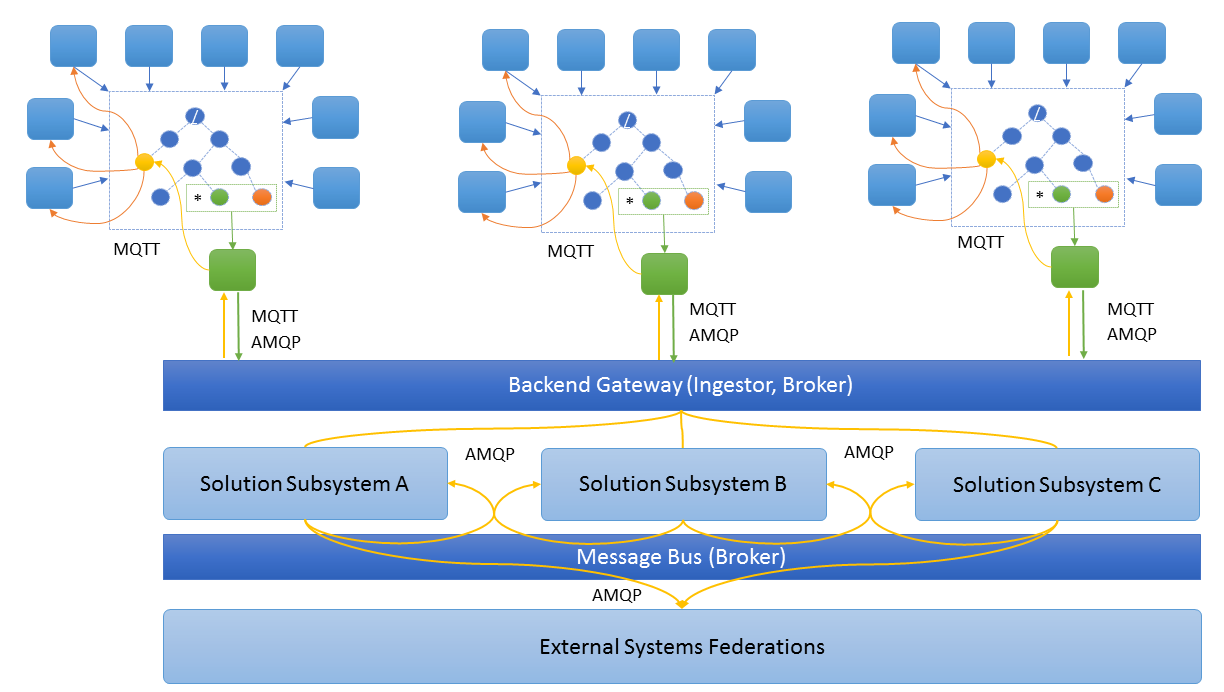 /
/
/
*
*
*
MQTT
MQTT
MQTT
MQTT
AMQP
MQTT
AMQP
MQTT
AMQP
Backend Gateway (Ingestor, Broker)
AMQP
AMQP
Solution Subsystem A
Solution Subsystem B
Solution Subsystem C
Message Bus (Broker)
AMQP
External Systems Federations